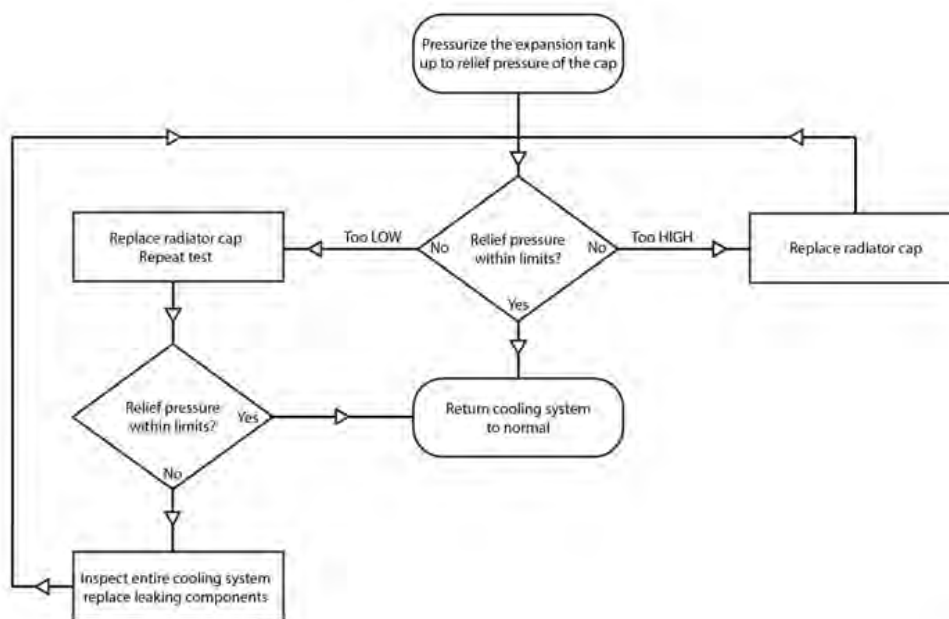 Pressurize the expansion tank
up to relief pressure of the cap
Replace radiator cap
Repeat test
Too LOW
No
Relief pressure
within limits?
No
Too HIGH
Replace radiator cap
Yes
Relief pressure
within limits?
Yes
Return cooling system
to normal
No
Inspect entire cooling system
replace leaking components